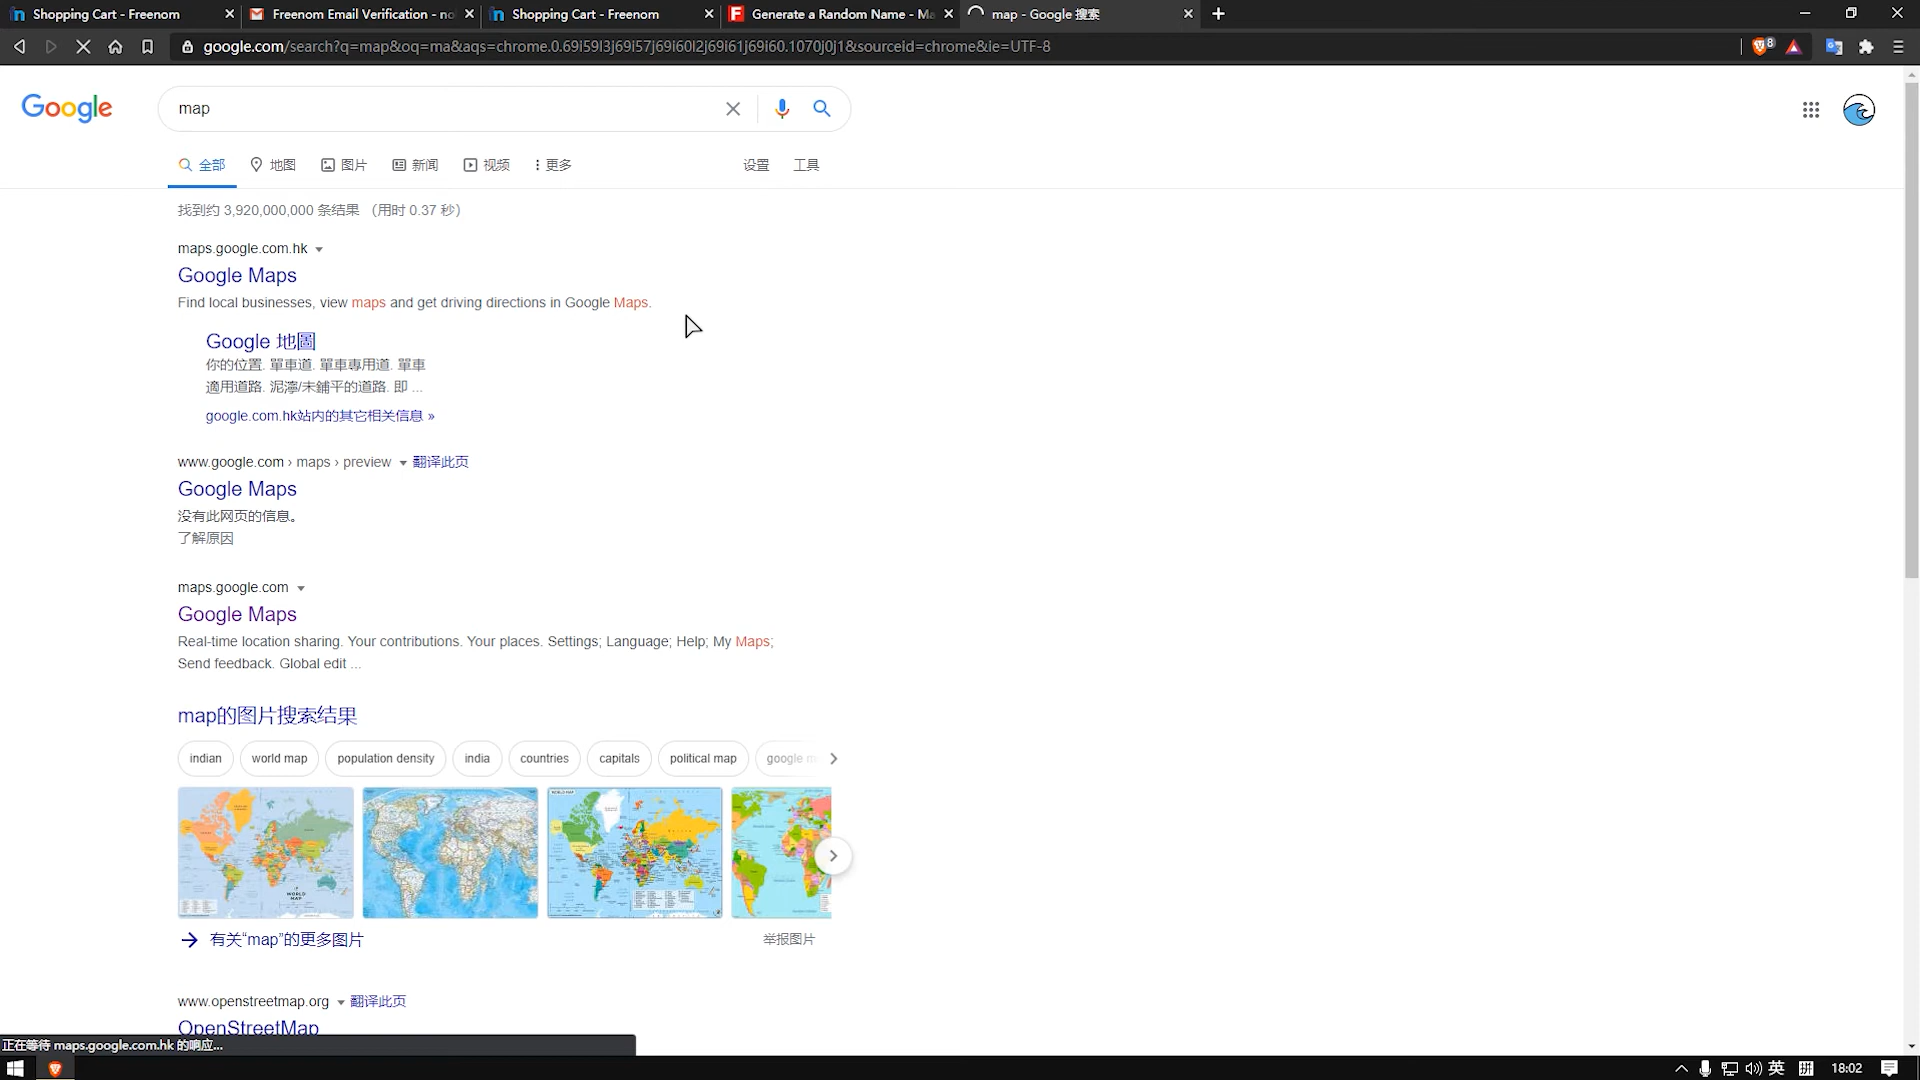 Shopping Cart - Freenom
Freenom Email Verification - no
Shopping Cart - Freenom
Generate a Random Name - Ma
map - Google 搜索
google.com/search?q=map&oq=ma&aqs=chrome.0.69i59l3j69i57j69i60l2j69i61j69i60.1070j0j1&sourceid=chrome&ie=UTF-8
8
Google
map
全部
地图
图片
新闻
视频
更多
设置
工具
找到约 3,920,000,000 条结果 （用时 0.37 秒）
maps.google.com.hk
Google Maps
Find local businesses, view maps and get driving directions in Google Maps.
Google 地圖
你的位置. 單車道. 單車專用道. 單車
適用道路. 泥濘/未鋪平的道路. 即 ...
google.com.hk站内的其它相关信息 »
www.google.com › maps › preview 翻译此页
Google Maps
没有此网页的信息。
了解原因
maps.google.com
Google Maps
Real-time location sharing. Your contributions. Your places. Settings; Language; Help; My Maps;
Send feedback. Global edit ...
map的图片搜索结果
indian
world map
population density
india
countries
capitals
political map
google m
WORLD MAP
有关“map”的更多图片
举报图片
www.openstreetmap.org 翻译此页
OpenStreetMap
正在等待 maps.google.com.hk 的响应...
英
拼
18:02